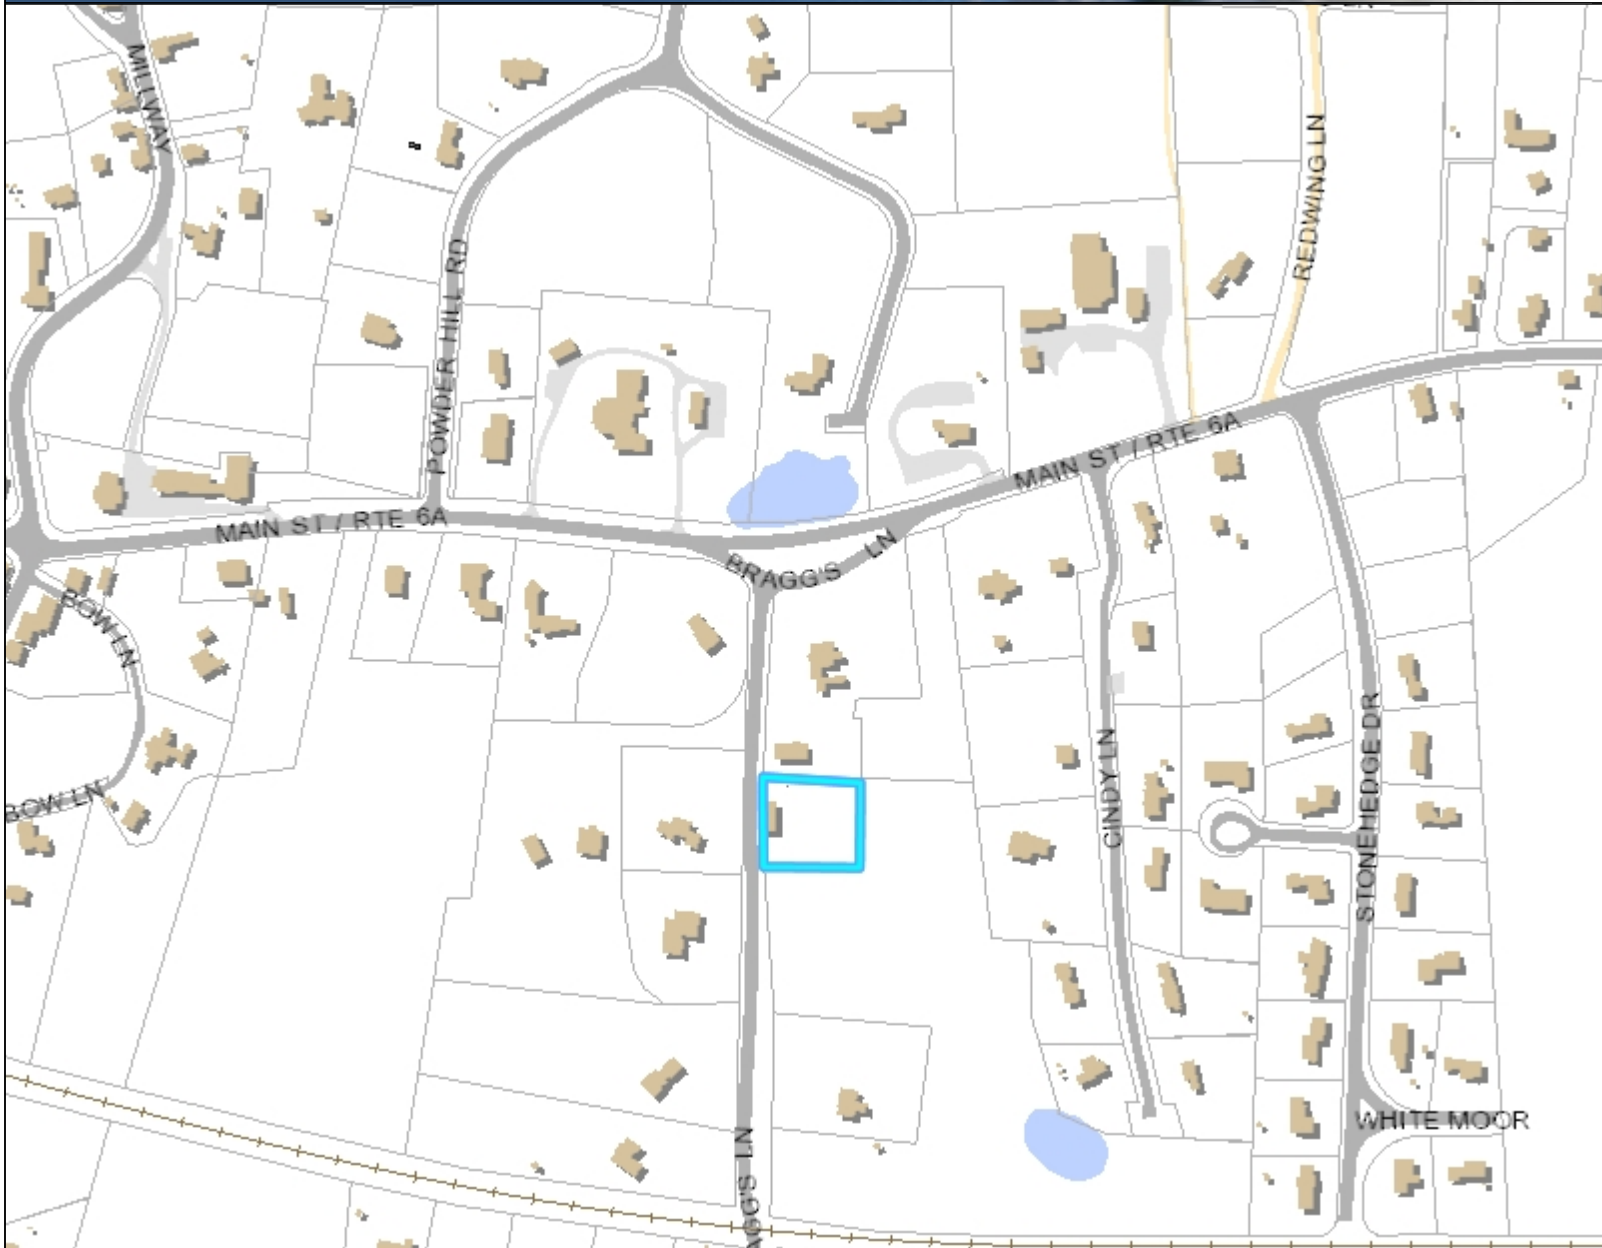 MILLWAY
REDWING LN
POWDER HILL RD
MAIN ST / RTE 6A
MAIN ST / RTE 6A
BRAGG'S LN
BOW LN
BOW LN
CINDY LN
STONEHEDGE DR
WHITE MOOR
LN